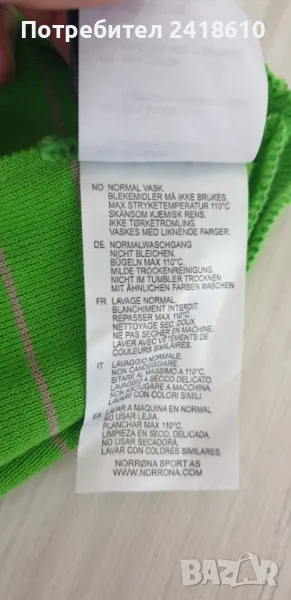 Потребител 2418610
NO NORMAL VASK.
BLEKEMIDLER MÅ IKKE BRUKES.
MAX STRYKETEMPERATUR 110°C
SKÅNSOM KJEMISK RENS.
IKKE TØRKETROMLING
VASKES MED LIKNENDE FARGER.
DE NORMALWASCHGANG
NICHT BLEICHEN.
BÜGELN MAX 110°C.
MILDE TROCKENREINIGUNG.
NICHT IM TUMBLER TROCKNEN.
MIT ÄHNLICHEN FARBEN WASCHEN
FR LAVAGE NORMAL.
BLANCHIMENT INTERDIT.
REPASSER MAX 110°C
NETTOYAGE SEC DOUX.
NE PAS SECHER EN MACHINE.
LAVER AVEC VÊTEMENTS DE
COULEURS SIMILAIRES.
IT LAVAGGIO NORMALE.
NON CANDEGGIARE.
STIRARE AL MASSIMO A 110°C.
LAVAGGIO A SECCO DELICATO
NON ASCIUGARE A MACCHINA.
LAVARE CON COLORI SIMILI.
ES LAVAR A MAQUINA EN NORMAL
NO USAR LEJIA.
PLANCHAR MAX 110°C.
LIMPIEZA EN SECO, DELICADA.
NO USAR SECADORA.
LAVAR CON COLORES SIMILARES.
NORRØNA SPORT AS
WWW.NORRONA.COM
BAZAR